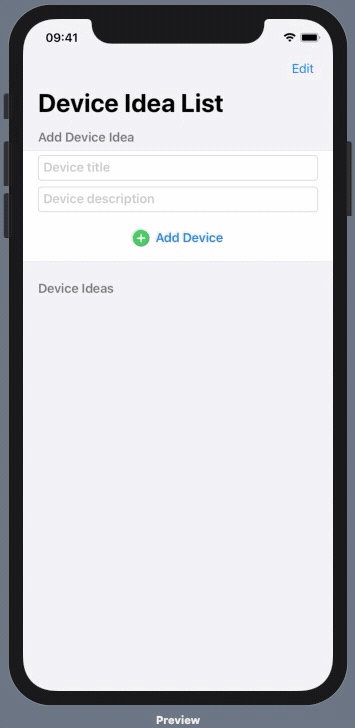 09:41
Edit
Device Idea List
Add Device Idea
Device title
Device description
Add Device
Device Ideas
Preview